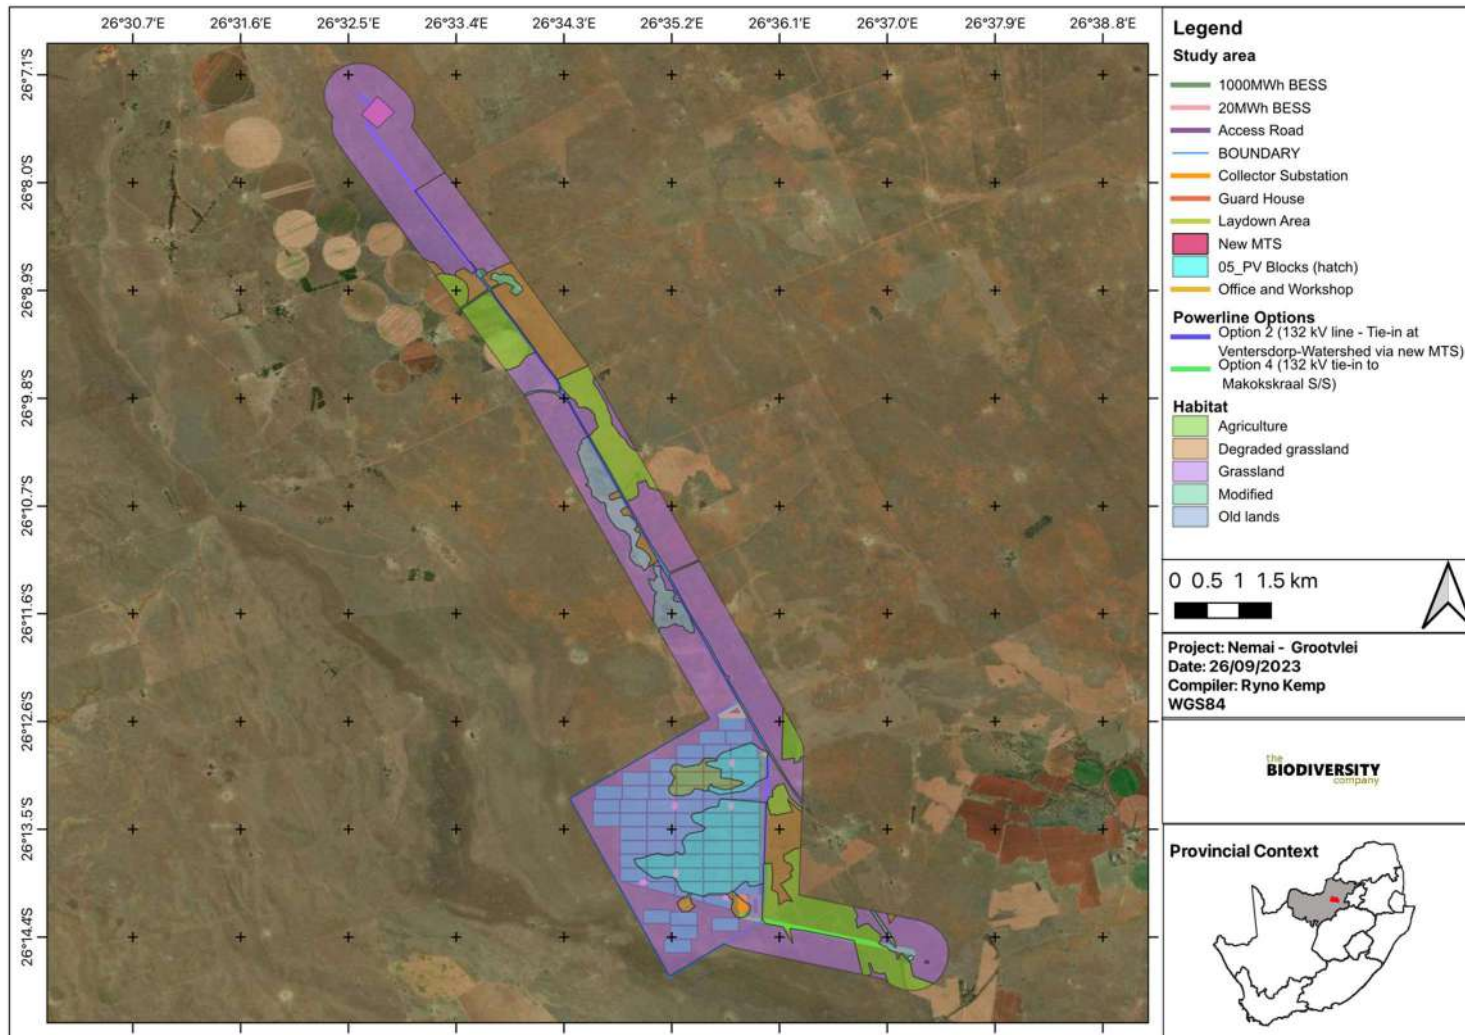 26°30.7'E 26°31.6'E 26°32.5'E 26°33.4'E 26°34.3'E 26°35.2'E 26°36.1'E 26°37.0'E 26°37.9'E 26°38.8'E
26°7.1'S
26°8.0'S
26°8.9'S
26°9.8'S
26°10.7'S
26°11.6'S
26°12.6'S
26°13.5'S
26°14.4'S
Legend
Study area
1000MWh BESS
20MWh BESS
Access Road
BOUNDARY
Collector Substation
Guard House
Laydown Area
New MTS
05_PV Blocks (hatch)
Office and Workshop
Powerline Options
Option 2 (132 kV line - Tie-in at
Ventersdorp-Watershed via new MTS)
Option 4 (132 kV tie-in to
Makokskraal S/S)
Habitat
Agriculture
Degraded grassland
Grassland
Modified
Old lands
0 0.5 1 1.5 km
Project: Nemai - Grootvlei
Date: 26/09/2023
Compiler: Ryno Kemp
WGS84
the
BIODIVERSITY
company
Provincial Context